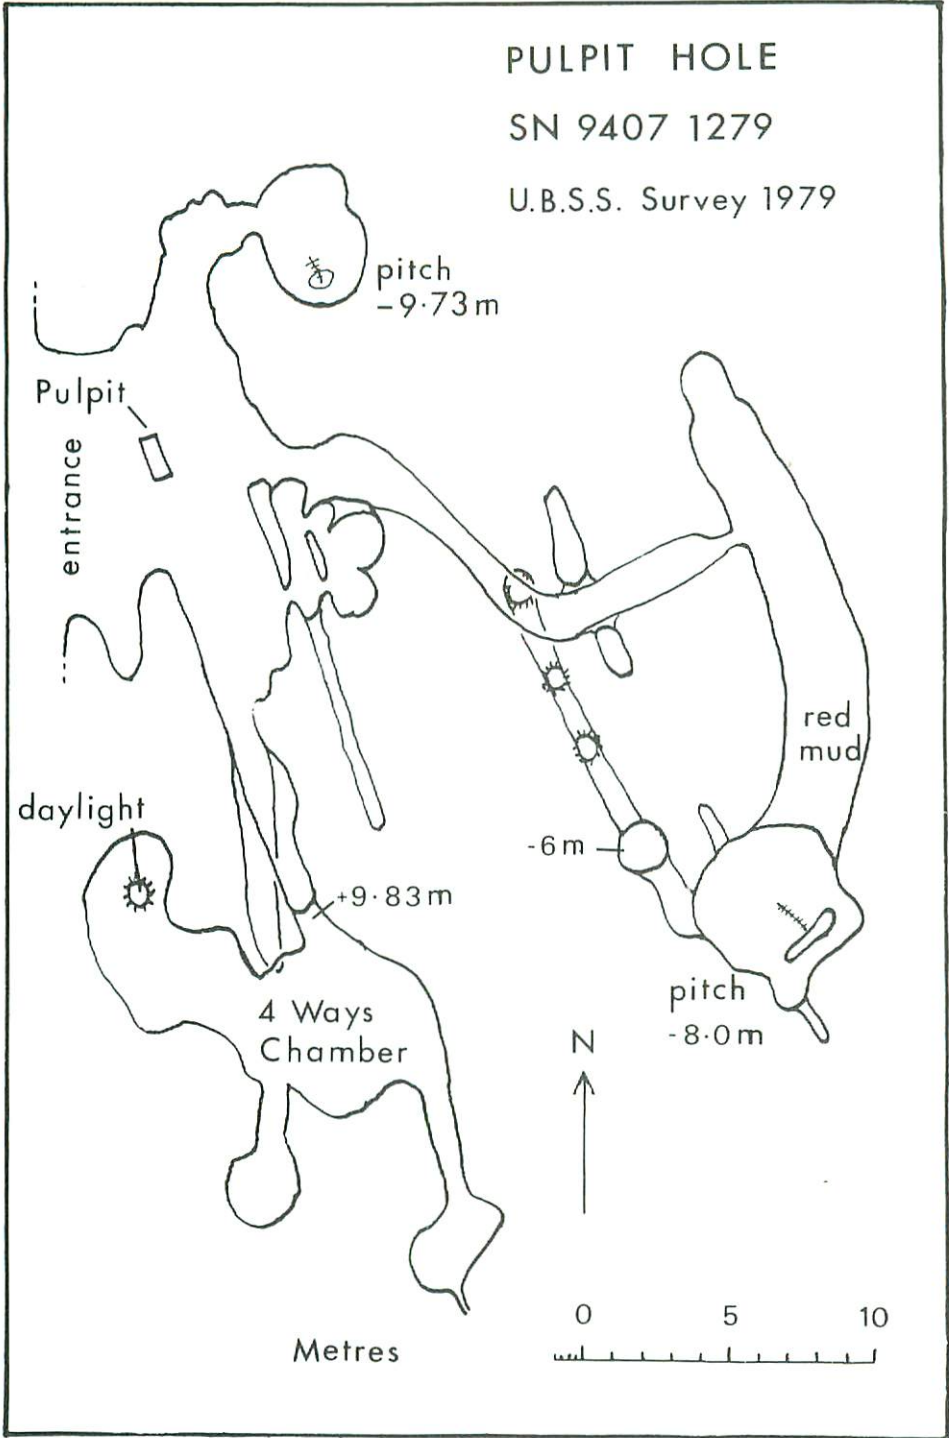 PULPIT HOLE
SN 9407 1279
U.B.S.S. Survey 1979
pitch
-9·73m
Pulpit
entrance
red
mud
daylight
-6m
+9·83m
4 Ways
Chamber
pitch
-8·0m
N
0 5 10
Metres